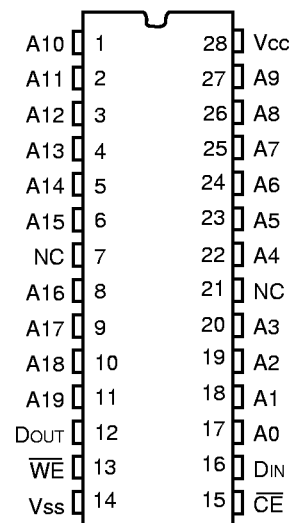 A10 1 28 Vcc
A11 2 27 A9
A12 3 26 A8
A13 4 25 A7
A14 5 24 A6
A15 6 23 A5
NC 7 22 A4
A16 8 21 NC
A17 9 20 A3
A18 10 19 A2
A19 11 18 A1
DOUT 12 17 A0
W̅E̅ 13 16 DIN
Vss 14 15 C̅E̅